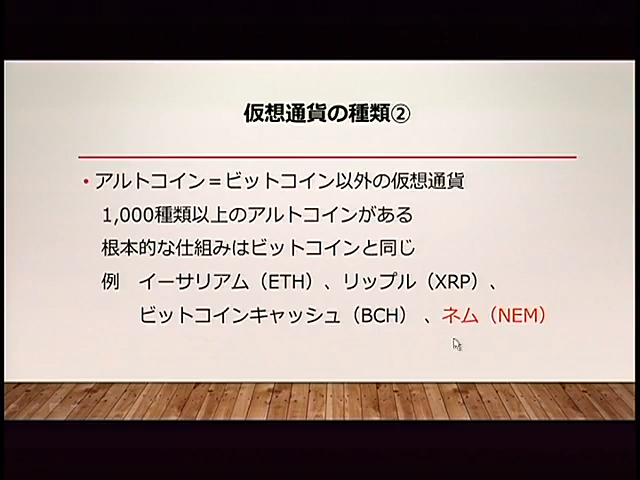 仮想通貨の種類②
・アルトコイン＝ビットコイン以外の仮想通貨
1,000種類以上のアルトコインがある
根本的な仕組みはビットコインと同じ
例　イーサリアム（ETH）、リップル（XRP）、
ビットコインキャッシュ（BCH）、ネム（NEM）